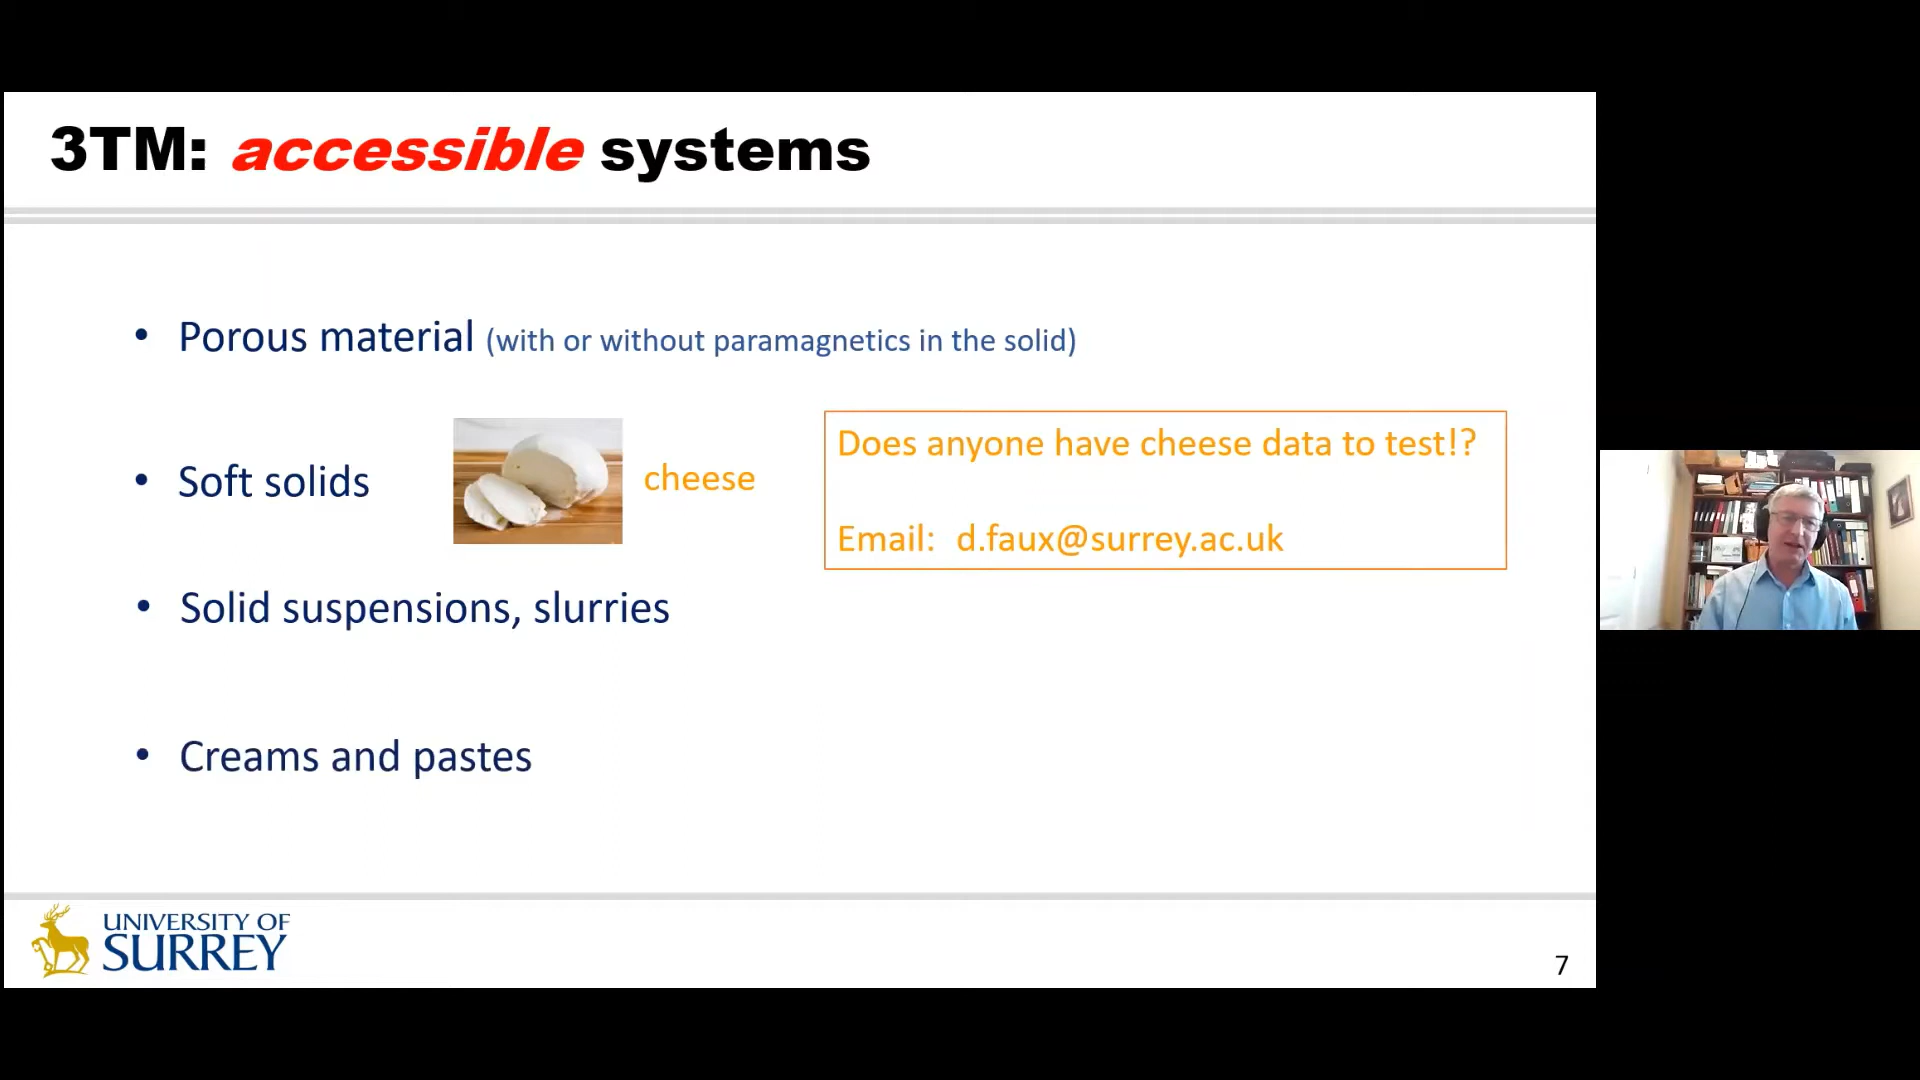 3TM: accessible systems
• Porous material (with or without paramagnetics in the solid)
• Soft solids
cheese
Does anyone have cheese data to test!?
Email: d.faux@surrey.ac.uk
• Solid suspensions, slurries
• Creams and pastes
UNIVERSITY OF
SURREY
7